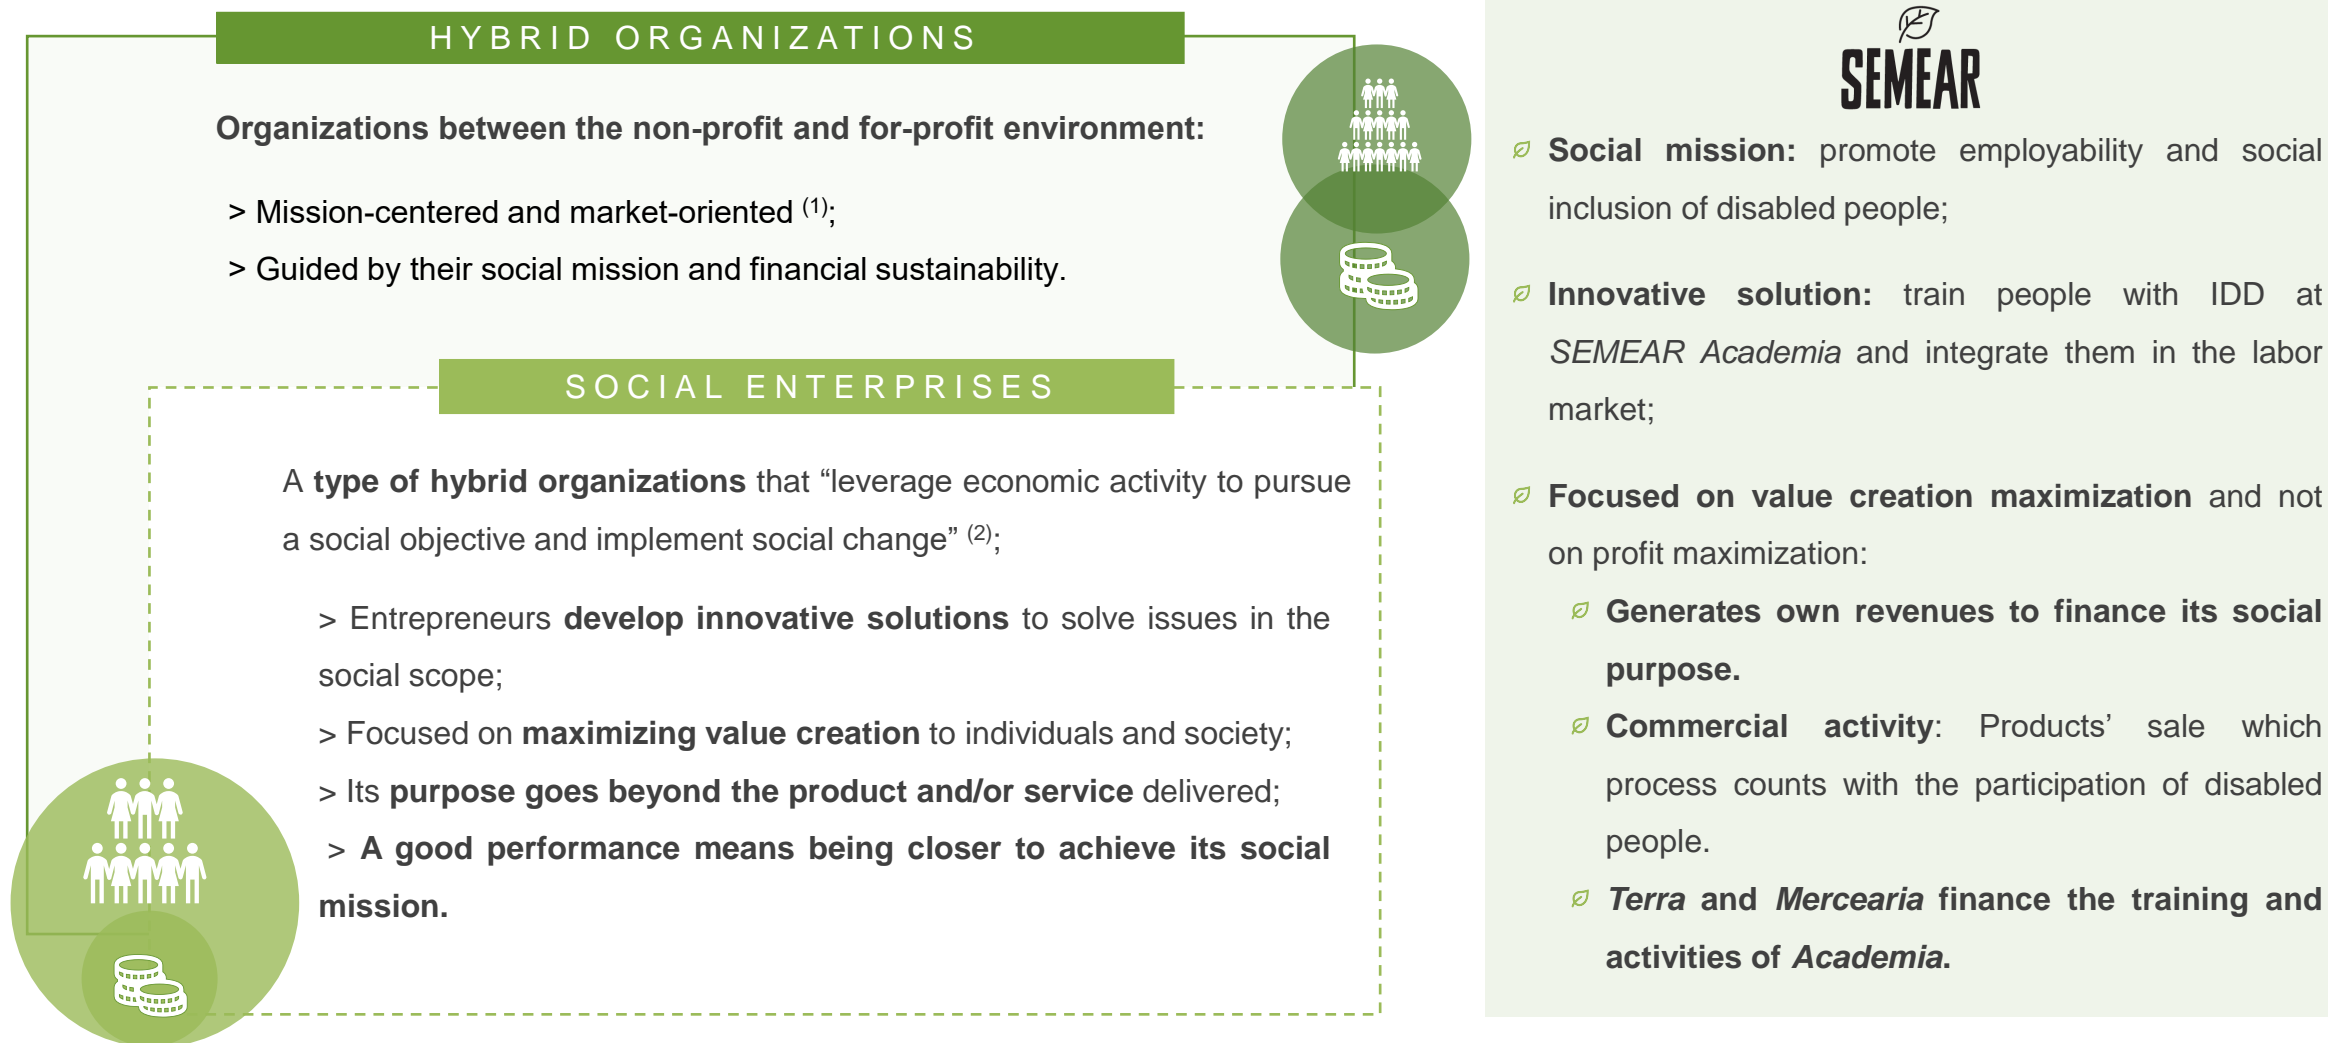 HYBRID ORGANIZATIONS
Organizations between the non-profit and for-profit environment:
> Mission-centered and market-oriented (1);
> Guided by their social mission and financial sustainability.
SOCIAL ENTERPRISES
A type of hybrid organizations that “leverage economic activity to pursue
a social objective and implement social change” (2);
> Entrepreneurs develop innovative solutions to solve issues in the
social scope;
> Focused on maximizing value creation to individuals and society;
> Its purpose goes beyond the product and/or service delivered;
> A good performance means being closer to achieve its social
mission.
SEMEAR
Social mission: promote employability and social
inclusion of disabled people;
Innovative solution: train people with IDD at
SEMEAR Academia and integrate them in the labor
market;
Focused on value creation maximization and not
on profit maximization:
Generates own revenues to finance its social
purpose.
Commercial activity: Products’ sale which
process counts with the participation of disabled
people.
Terra and Mercearia finance the training and
activities of Academia.